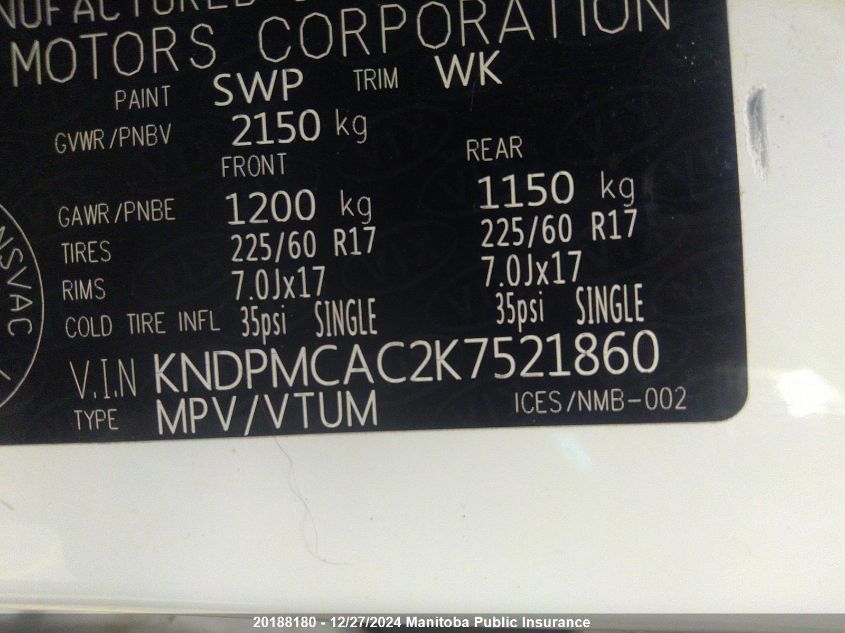 MOTORS CORPORATION
PAINT SWP TRIM WK
GVWR/PNBV 2150 kg
FRONT REAR
GAWR/PNBE 1200 kg 1150 kg
TIRES 225/60 R17 225/60 R17
RIMS 7.0Jx17 7.0Jx17
COLD TIRE INFL 35psi SINGLE 35psi SINGLE
V.I.N KNDPMCAC2K7521860
TYPE MPV/VTUM ICES/NMB-002
20188180 - 12/27/2024 Manitoba Public Insurance